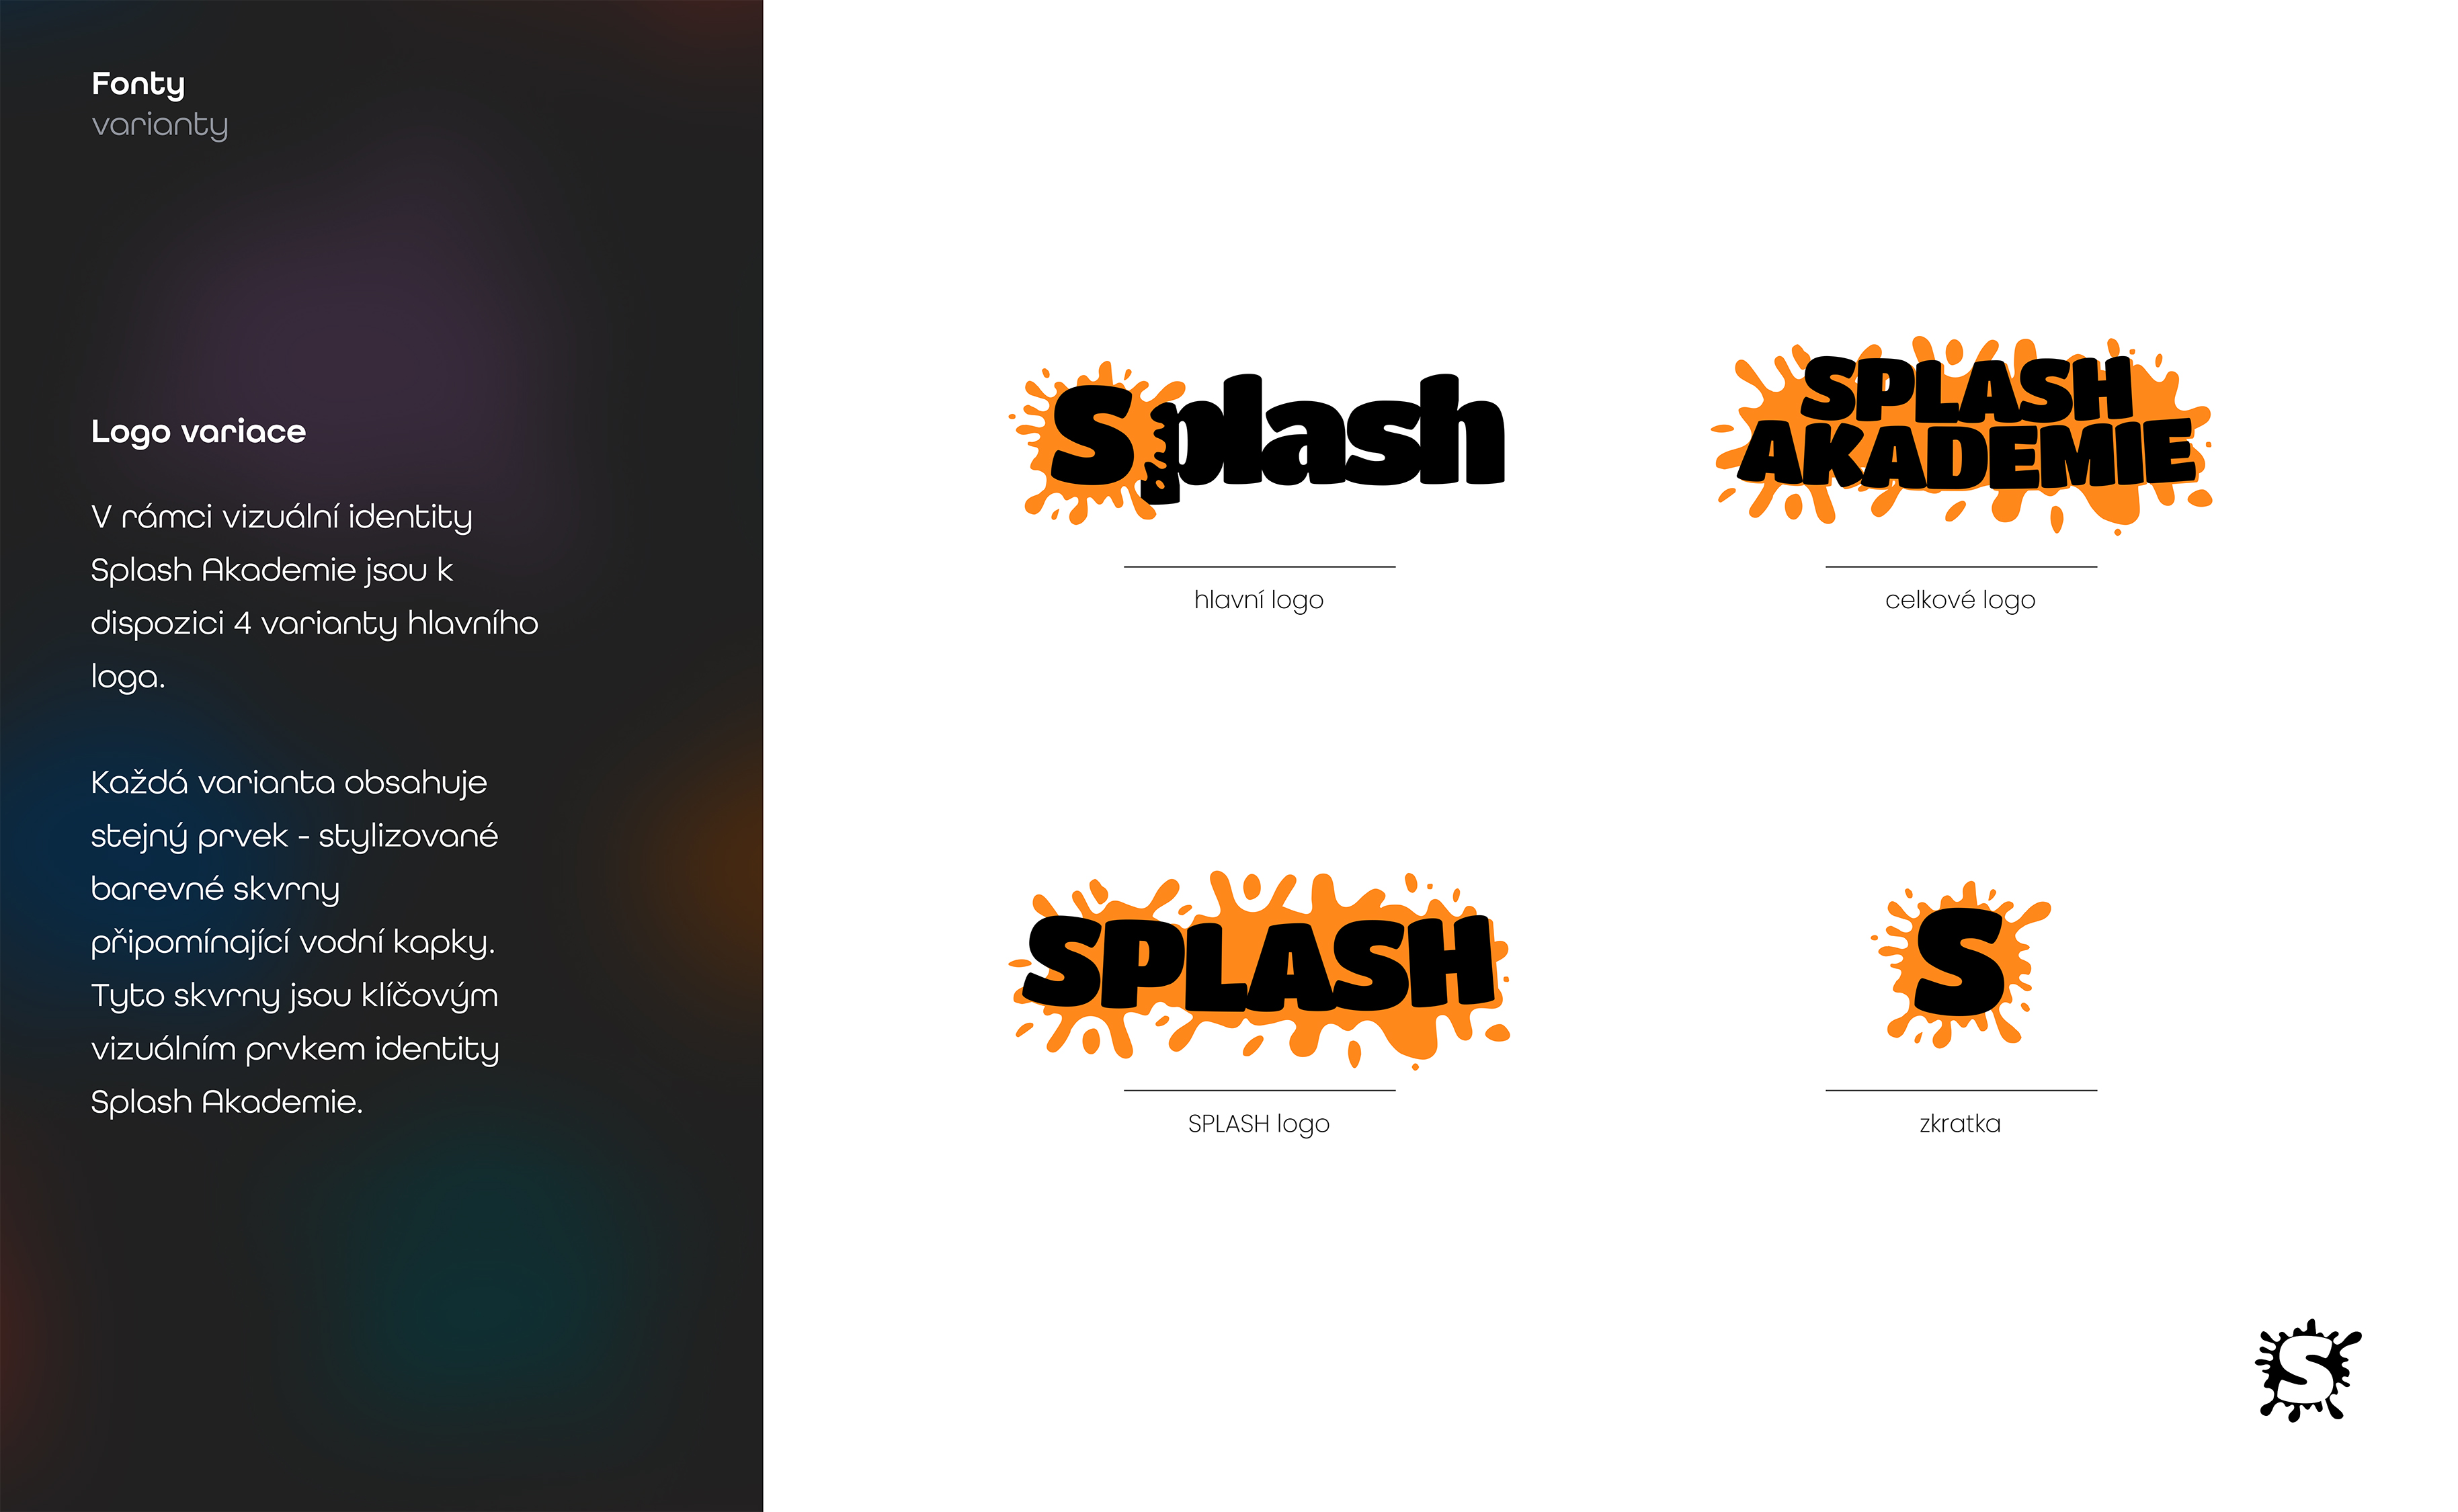 Fonty
varianty
Logo variace
V rámci vizuální identity
Splash Akademie jsou k
dispozici 4 varianty hlavního
loga.
Každá varianta obsahuje
stejný prvek - stylizované
barevné skvrny
připomínající vodní kapky.
Tyto skvrny jsou klíčovým
vizuálním prvkem identity
Splash Akademie.
Splash
hlavní logo
SPLASH
AKADEMIE
celkové logo
SPLASH
SPLASH logo
S
zkratka
S